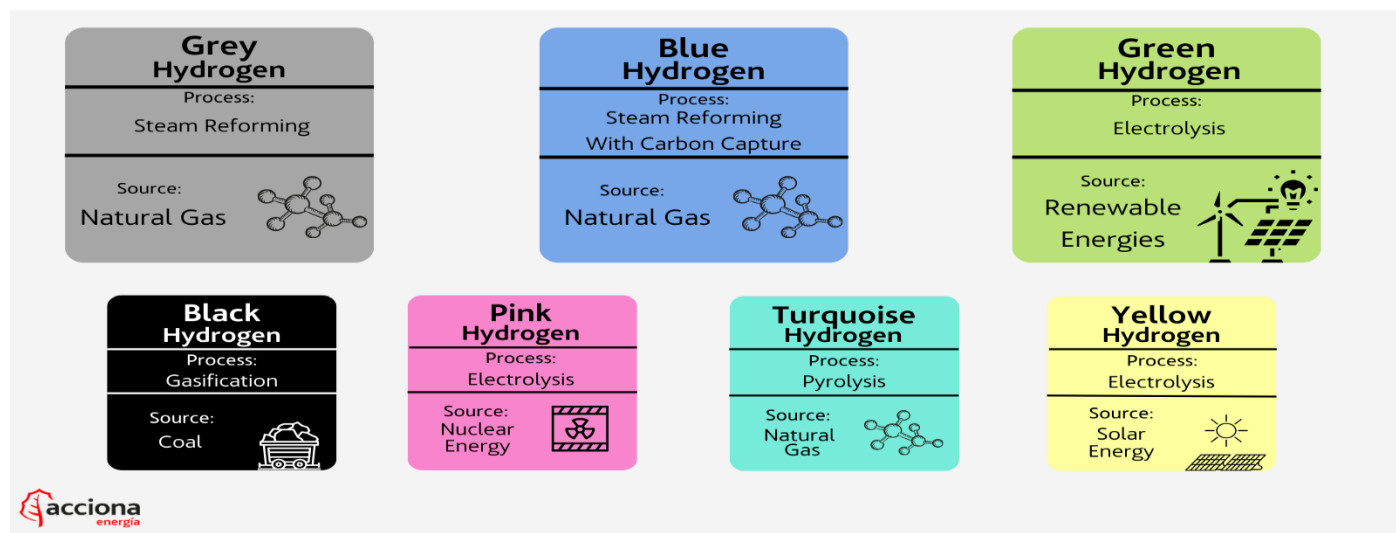 Grey
Hydrogen
Process:
Steam Reforming
Source:
Natural Gas
Blue
Hydrogen
Process:
Steam Reforming
With Carbon Capture
Source:
Natural Gas
Green
Hydrogen
Process:
Electrolysis
Source:
Renewable
Energies
Black
Hydrogen
Process:
Gasification
Source:
Coal
Pink
Hydrogen
Process:
Electrolysis
Source:
Nuclear
Energy
Turquoise
Hydrogen
Process:
Pyrolysis
Source:
Natural
Gas
Yellow
Hydrogen
Process:
Electrolysis
Source:
Solar
Energy
acciona
energía